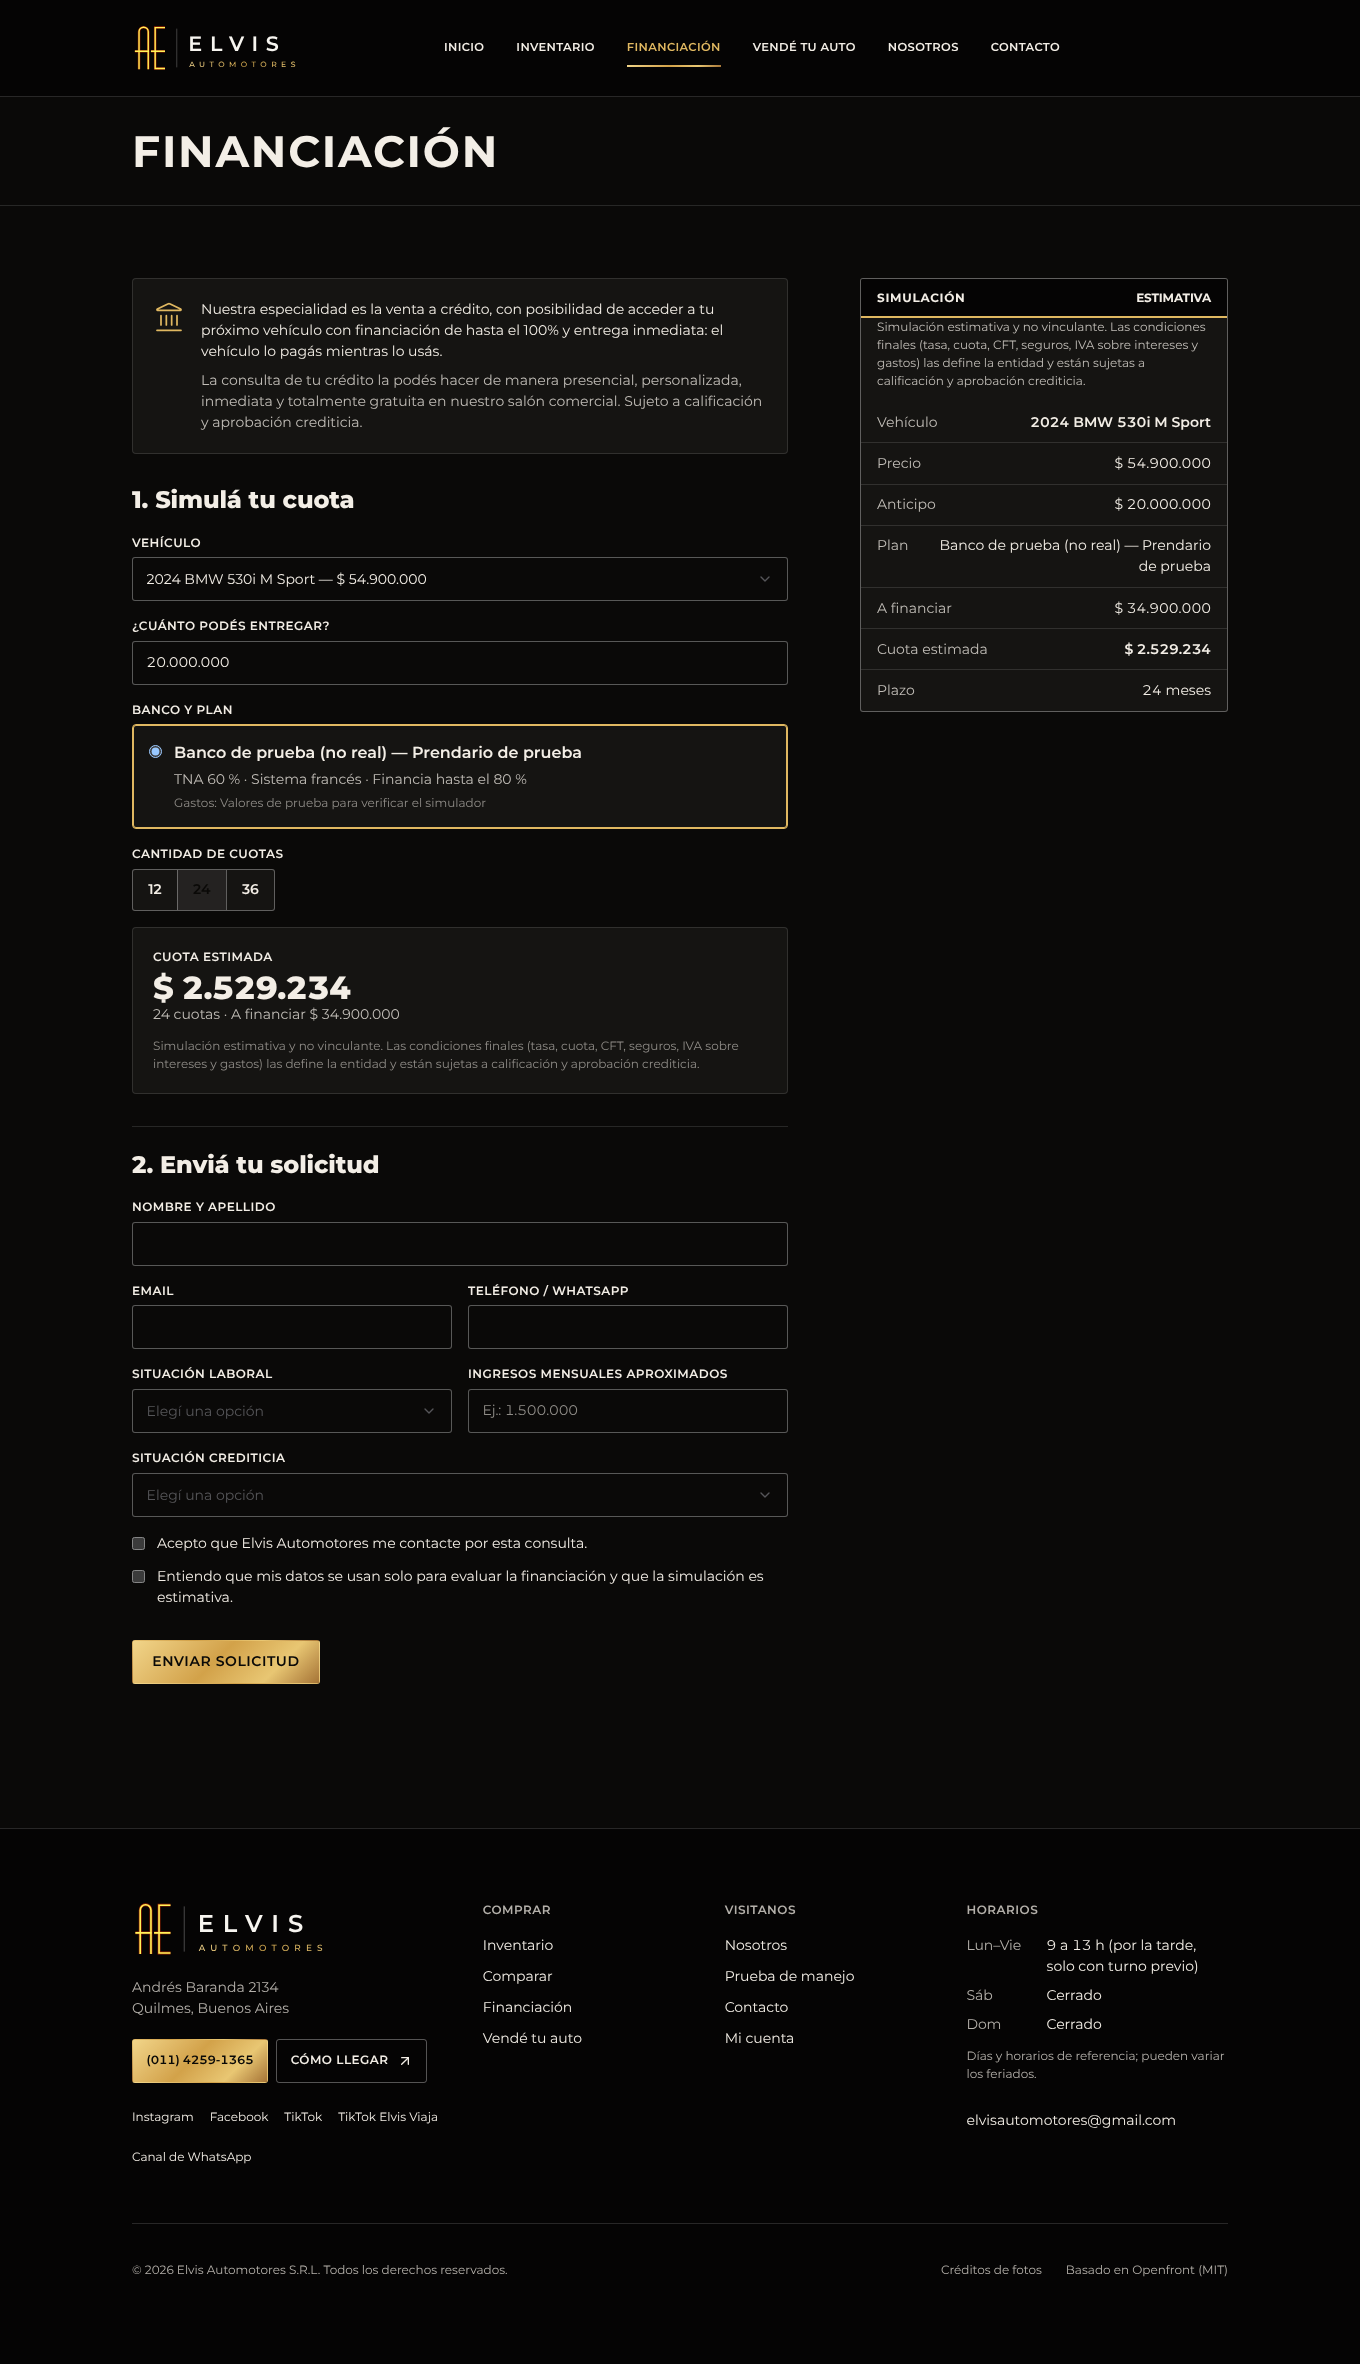 AE ELVIS
AUTOMOTORES
INICIO INVENTARIO FINANCIACIÓN VENDÉ TU AUTO NOSOTROS CONTACTO
FINANCIACIÓN
Nuestra especialidad es la venta a crédito, con posibilidad de acceder a tu
próximo vehículo con financiación de hasta el 100% y entrega inmediata: el
vehículo lo pagás mientras lo usás.
La consulta de tu crédito la podés hacer de manera presencial, personalizada,
inmediata y totalmente gratuita en nuestro salón comercial. Sujeto a calificación
y aprobación crediticia.
1. Simulá tu cuota
VEHÍCULO
2024 BMW 530i M Sport — $ 54.900.000
¿CUÁNTO PODÉS ENTREGAR?
20.000.000
BANCO Y PLAN
Banco de prueba (no real) — Prendario de prueba
TNA 60 % · Sistema francés · Financia hasta el 80 %
Gastos: Valores de prueba para verificar el simulador
CANTIDAD DE CUOTAS
12 24 36
CUOTA ESTIMADA
$ 2.529.234
24 cuotas · A financiar $ 34.900.000
Simulación estimativa y no vinculante. Las condiciones finales (tasa, cuota, CFT, seguros, IVA sobre
intereses y gastos) las define la entidad y están sujetas a calificación y aprobación crediticia.
2. Enviá tu solicitud
NOMBRE Y APELLIDO
EMAIL TELÉFONO / WHATSAPP
SITUACIÓN LABORAL INGRESOS MENSUALES APROXIMADOS
Elegí una opción Ej.: 1.500.000
SITUACIÓN CREDITICIA
Elegí una opción
Acepto que Elvis Automotores me contacte por esta consulta.
Entiendo que mis datos se usan solo para evaluar la financiación y que la simulación es
estimativa.
ENVIAR SOLICITUD
SIMULACIÓN ESTIMATIVA
Simulación estimativa y no vinculante. Las condiciones
finales (tasa, cuota, CFT, seguros, IVA sobre intereses y
gastos) las define la entidad y están sujetas a
calificación y aprobación crediticia.
Vehículo 2024 BMW 530i M Sport
Precio $ 54.900.000
Anticipo $ 20.000.000
Plan Banco de prueba (no real) — Prendario
de prueba
A financiar $ 34.900.000
Cuota estimada $ 2.529.234
Plazo 24 meses
AE ELVIS
AUTOMOTORES
Andrés Baranda 2134
Quilmes, Buenos Aires
(011) 4259-1365 CÓMO LLEGAR
Instagram Facebook TikTok TikTok Elvis Viaja
Canal de WhatsApp
COMPRAR
Inventario
Comparar
Financiación
Vendé tu auto
VISITANOS
Nosotros
Prueba de manejo
Contacto
Mi cuenta
HORARIOS
Lun–Vie 9 a 13 h (por la tarde,
solo con turno previo)
Sáb Cerrado
Dom Cerrado
Días y horarios de referencia; pueden variar
los feriados.
elvisautomotores@gmail.com
© 2026 Elvis Automotores S.R.L. Todos los derechos reservados.
Créditos de fotos Basado en Openfront (MIT)